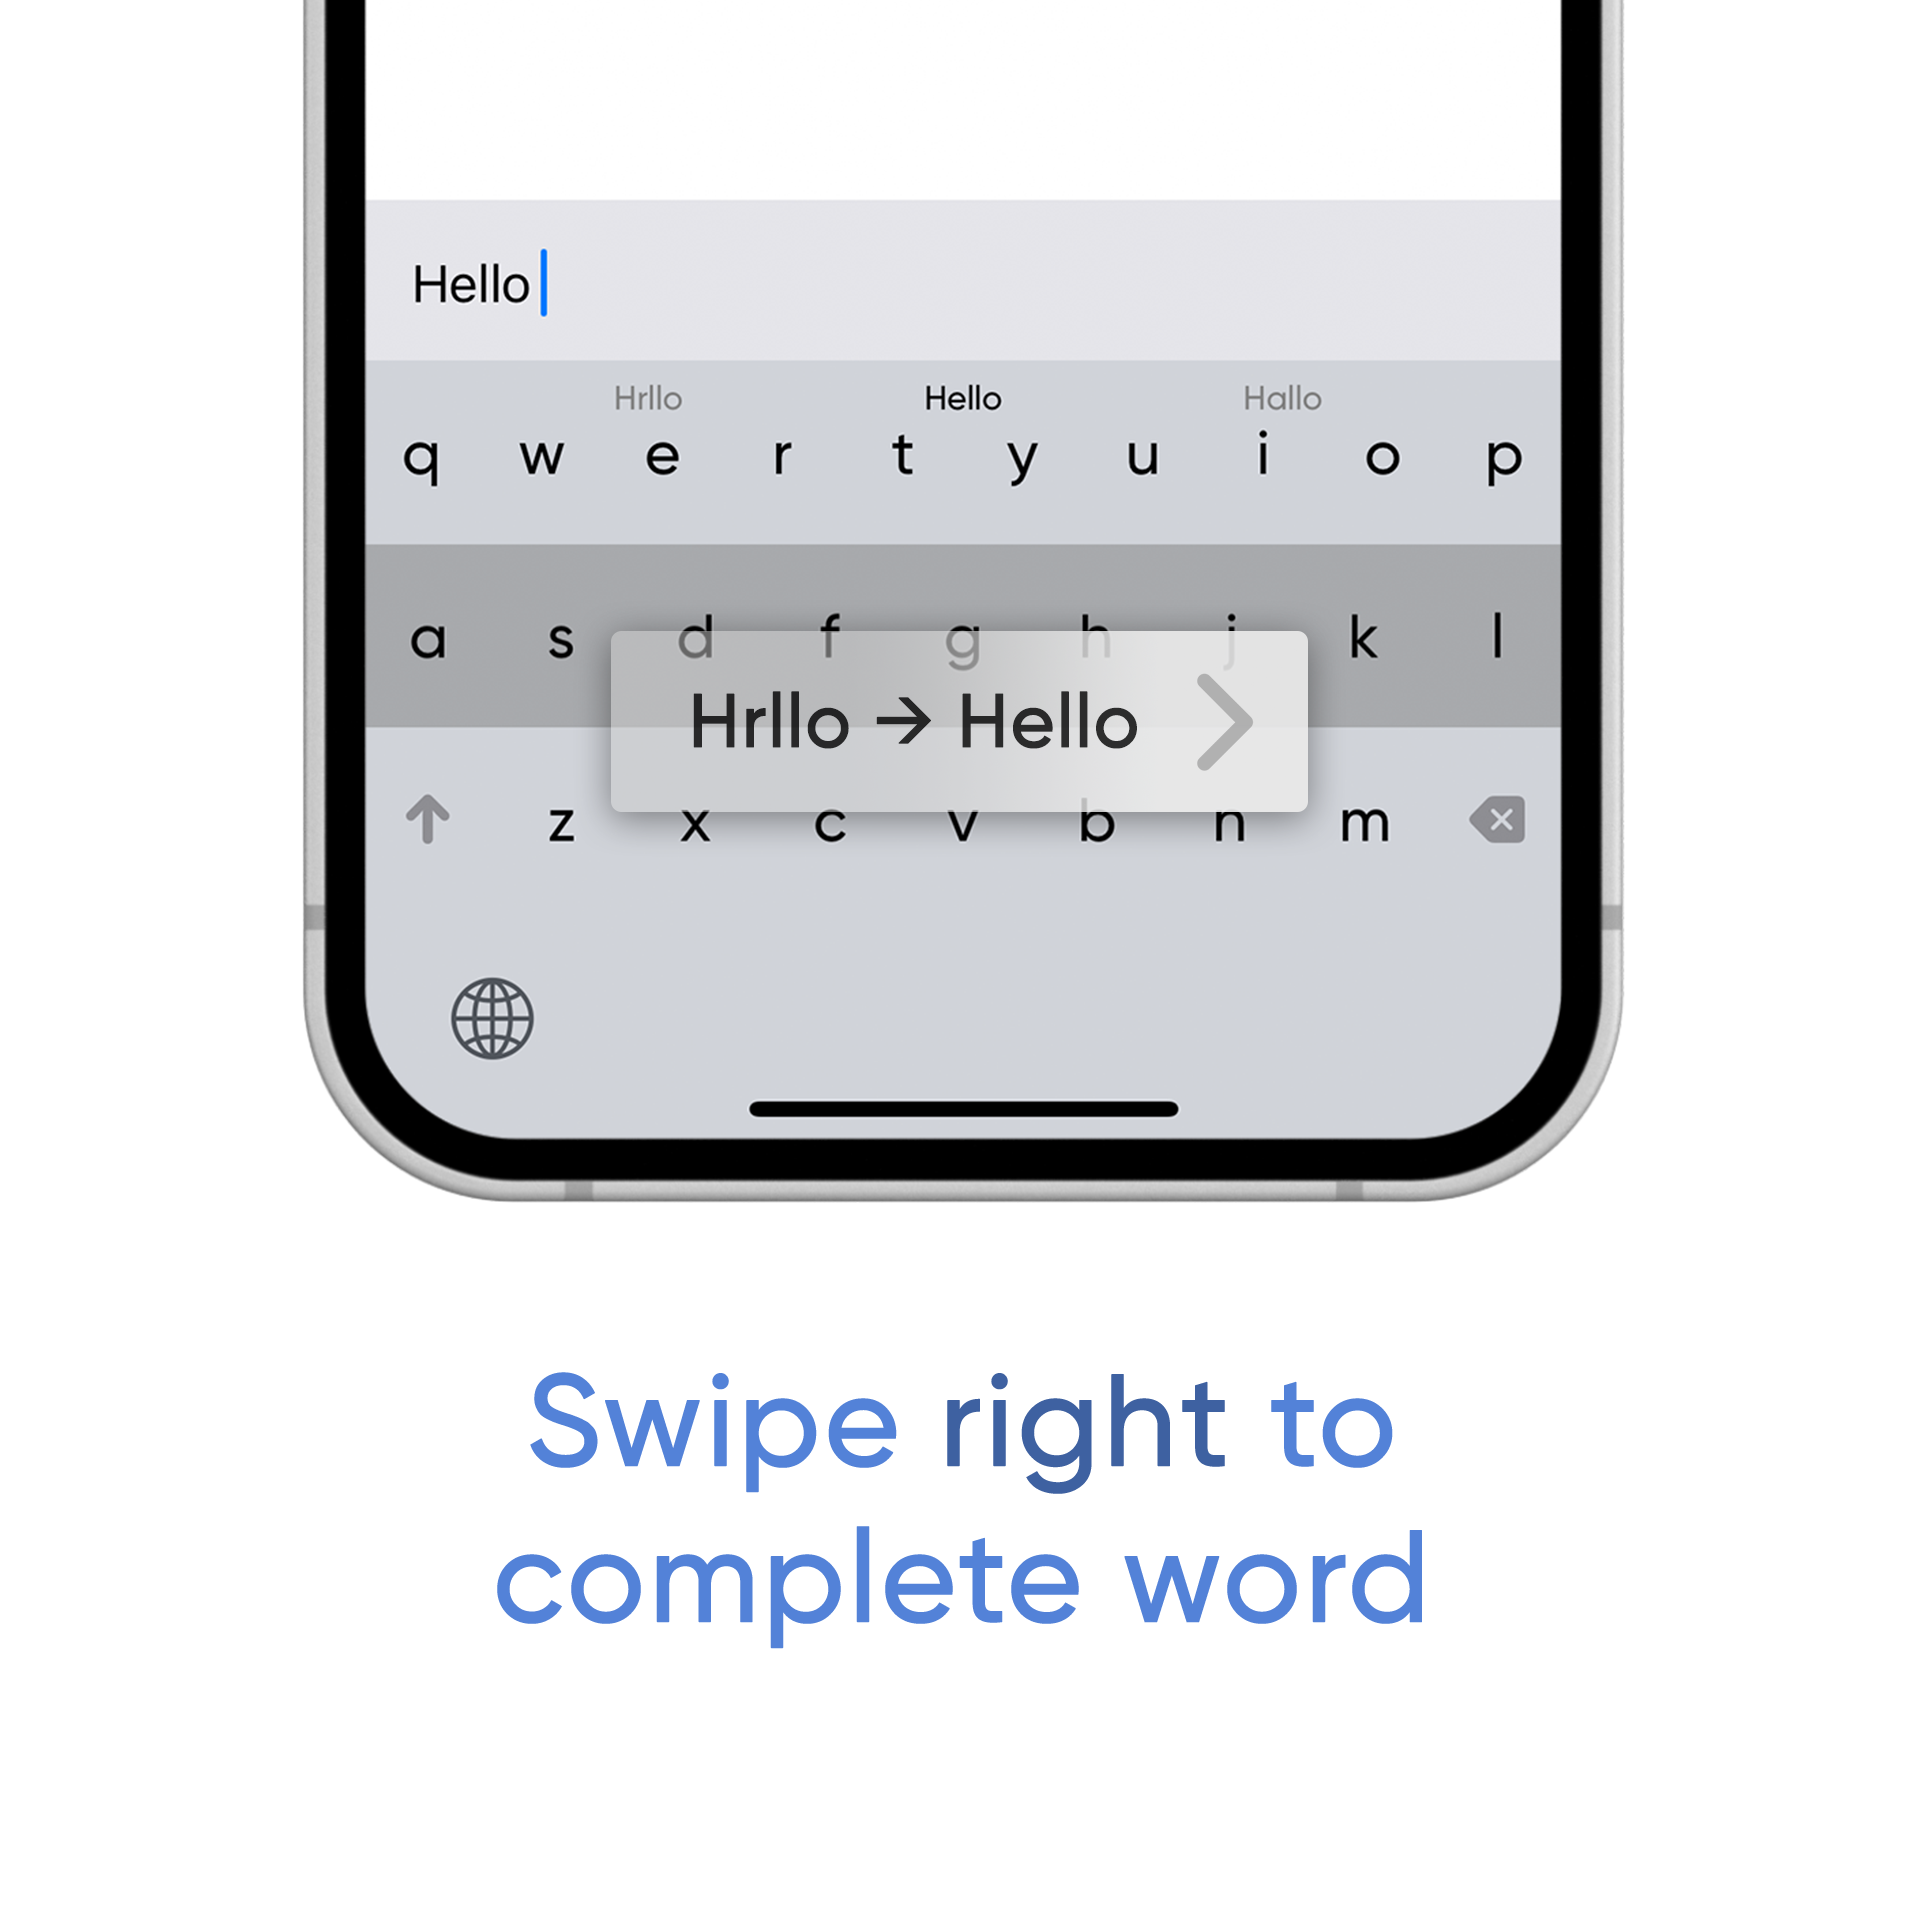 Hello
Hrllo Hello Hallo
q w e r t y u i o p
a s d f g h j k l
Hrllo → Hello
z x c v b n m
Swipe right to
complete word